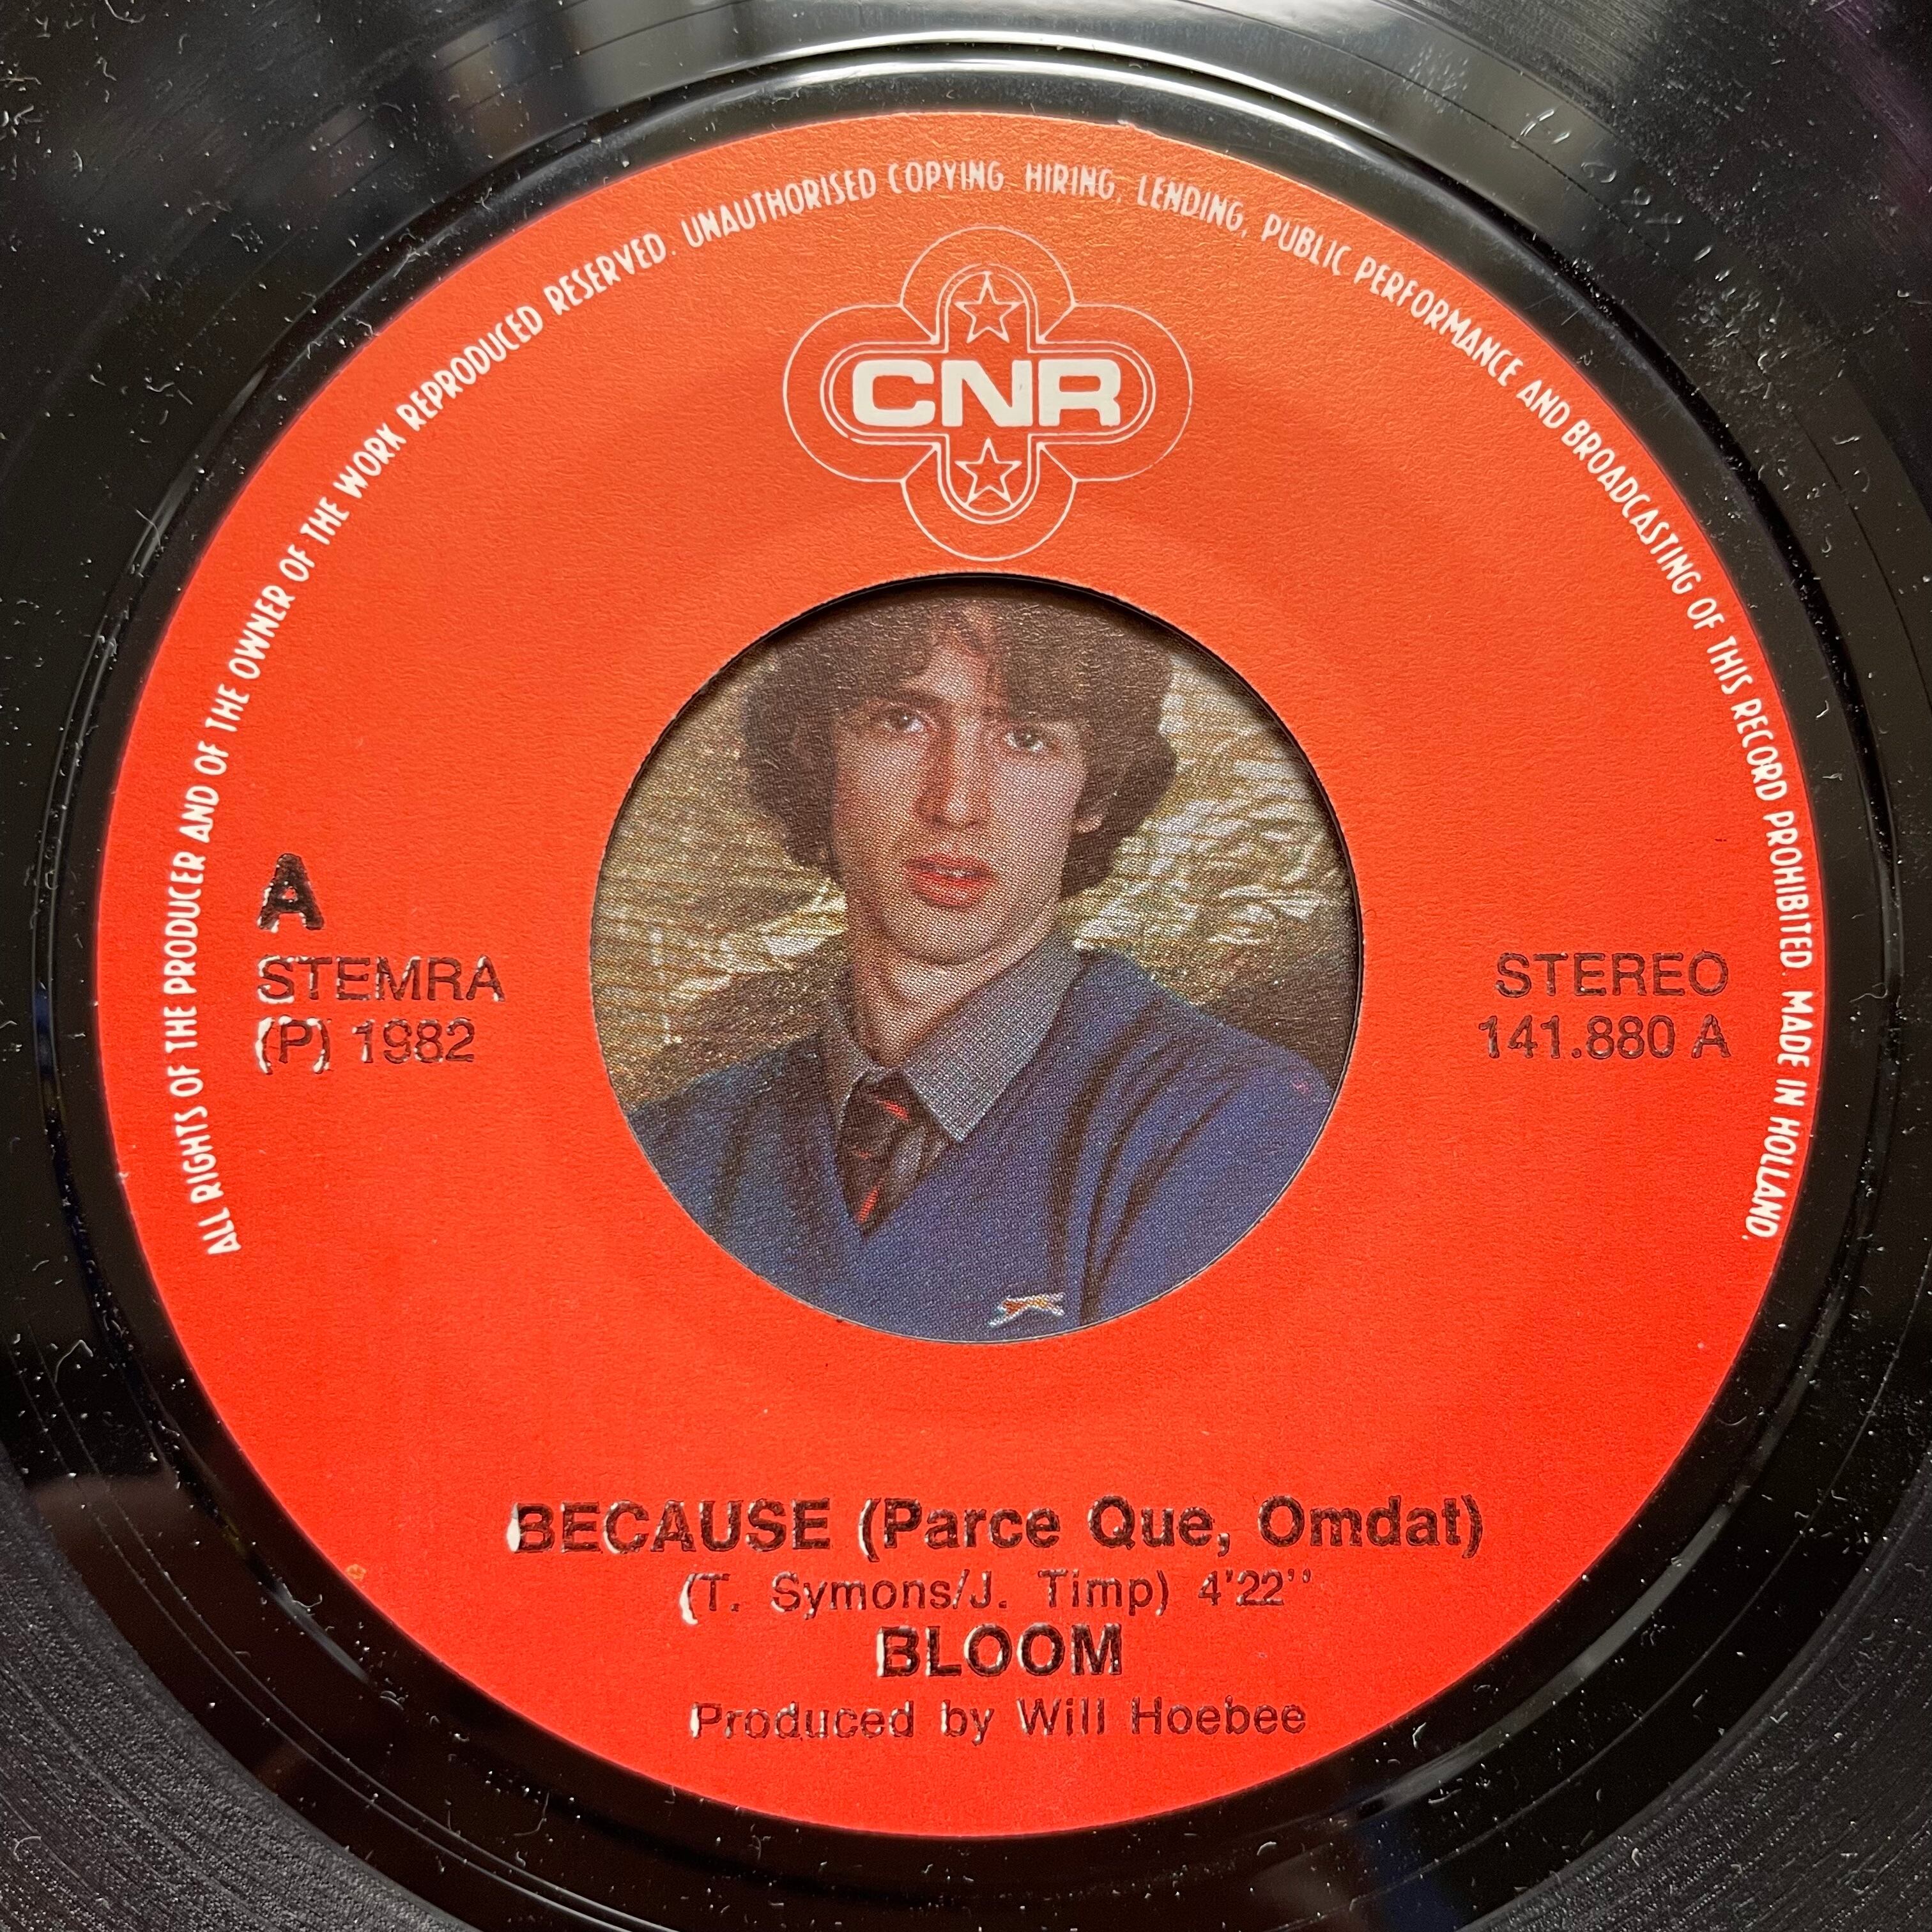 ALL RIGHTS OF THE PRODUCER AND OF THE OWNER OF THE WORK REPRODUCED RESERVED. UNAUTHORISED COPYING HIRING, LENDING, PUBLIC PERFORMANCE AND BROADCASTING OF THIS RECORD PROHIBITED. MADE IN HOLLAND.
CNR
A
STEMRA
(P) 1982
STEREO
141.880 A
BECAUSE (Parce Que, Omdat)
(T. Symons/J. Timp) 4'22''
BLOOM
Produced by Will Hoebee